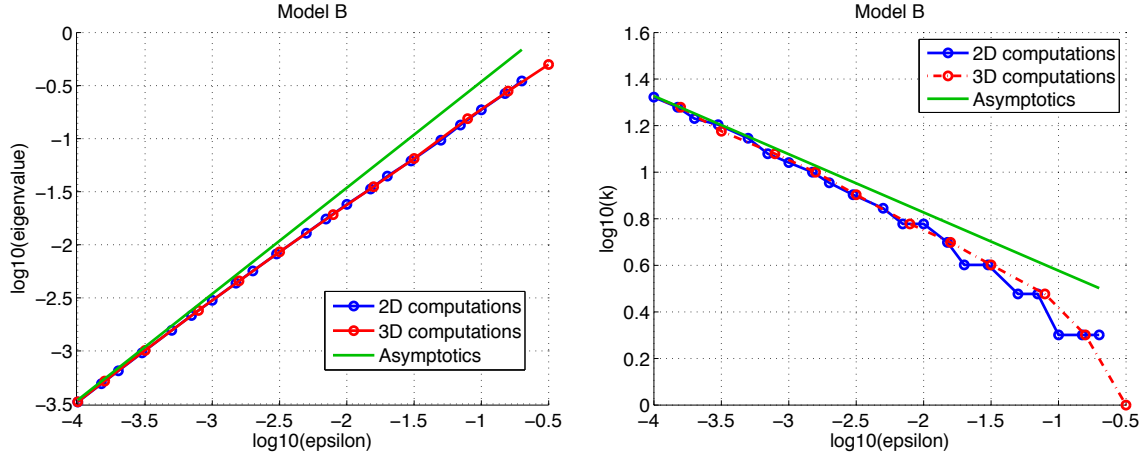 Model B
log10(eigenvalue)
0
−0.5
−1
−1.5
−2
−2.5
−3
−3.5
2D computations
3D computations
Asymptotics
−4 −3.5 −3 −2.5 −2 −1.5 −1 −0.5
log10(epsilon)
Model B
log10(k)
1.6
1.4
1.2
1
0.8
0.6
0.4
0.2
0
2D computations
3D computations
Asymptotics
−4 −3.5 −3 −2.5 −2 −1.5 −1 −0.5
log10(epsilon)